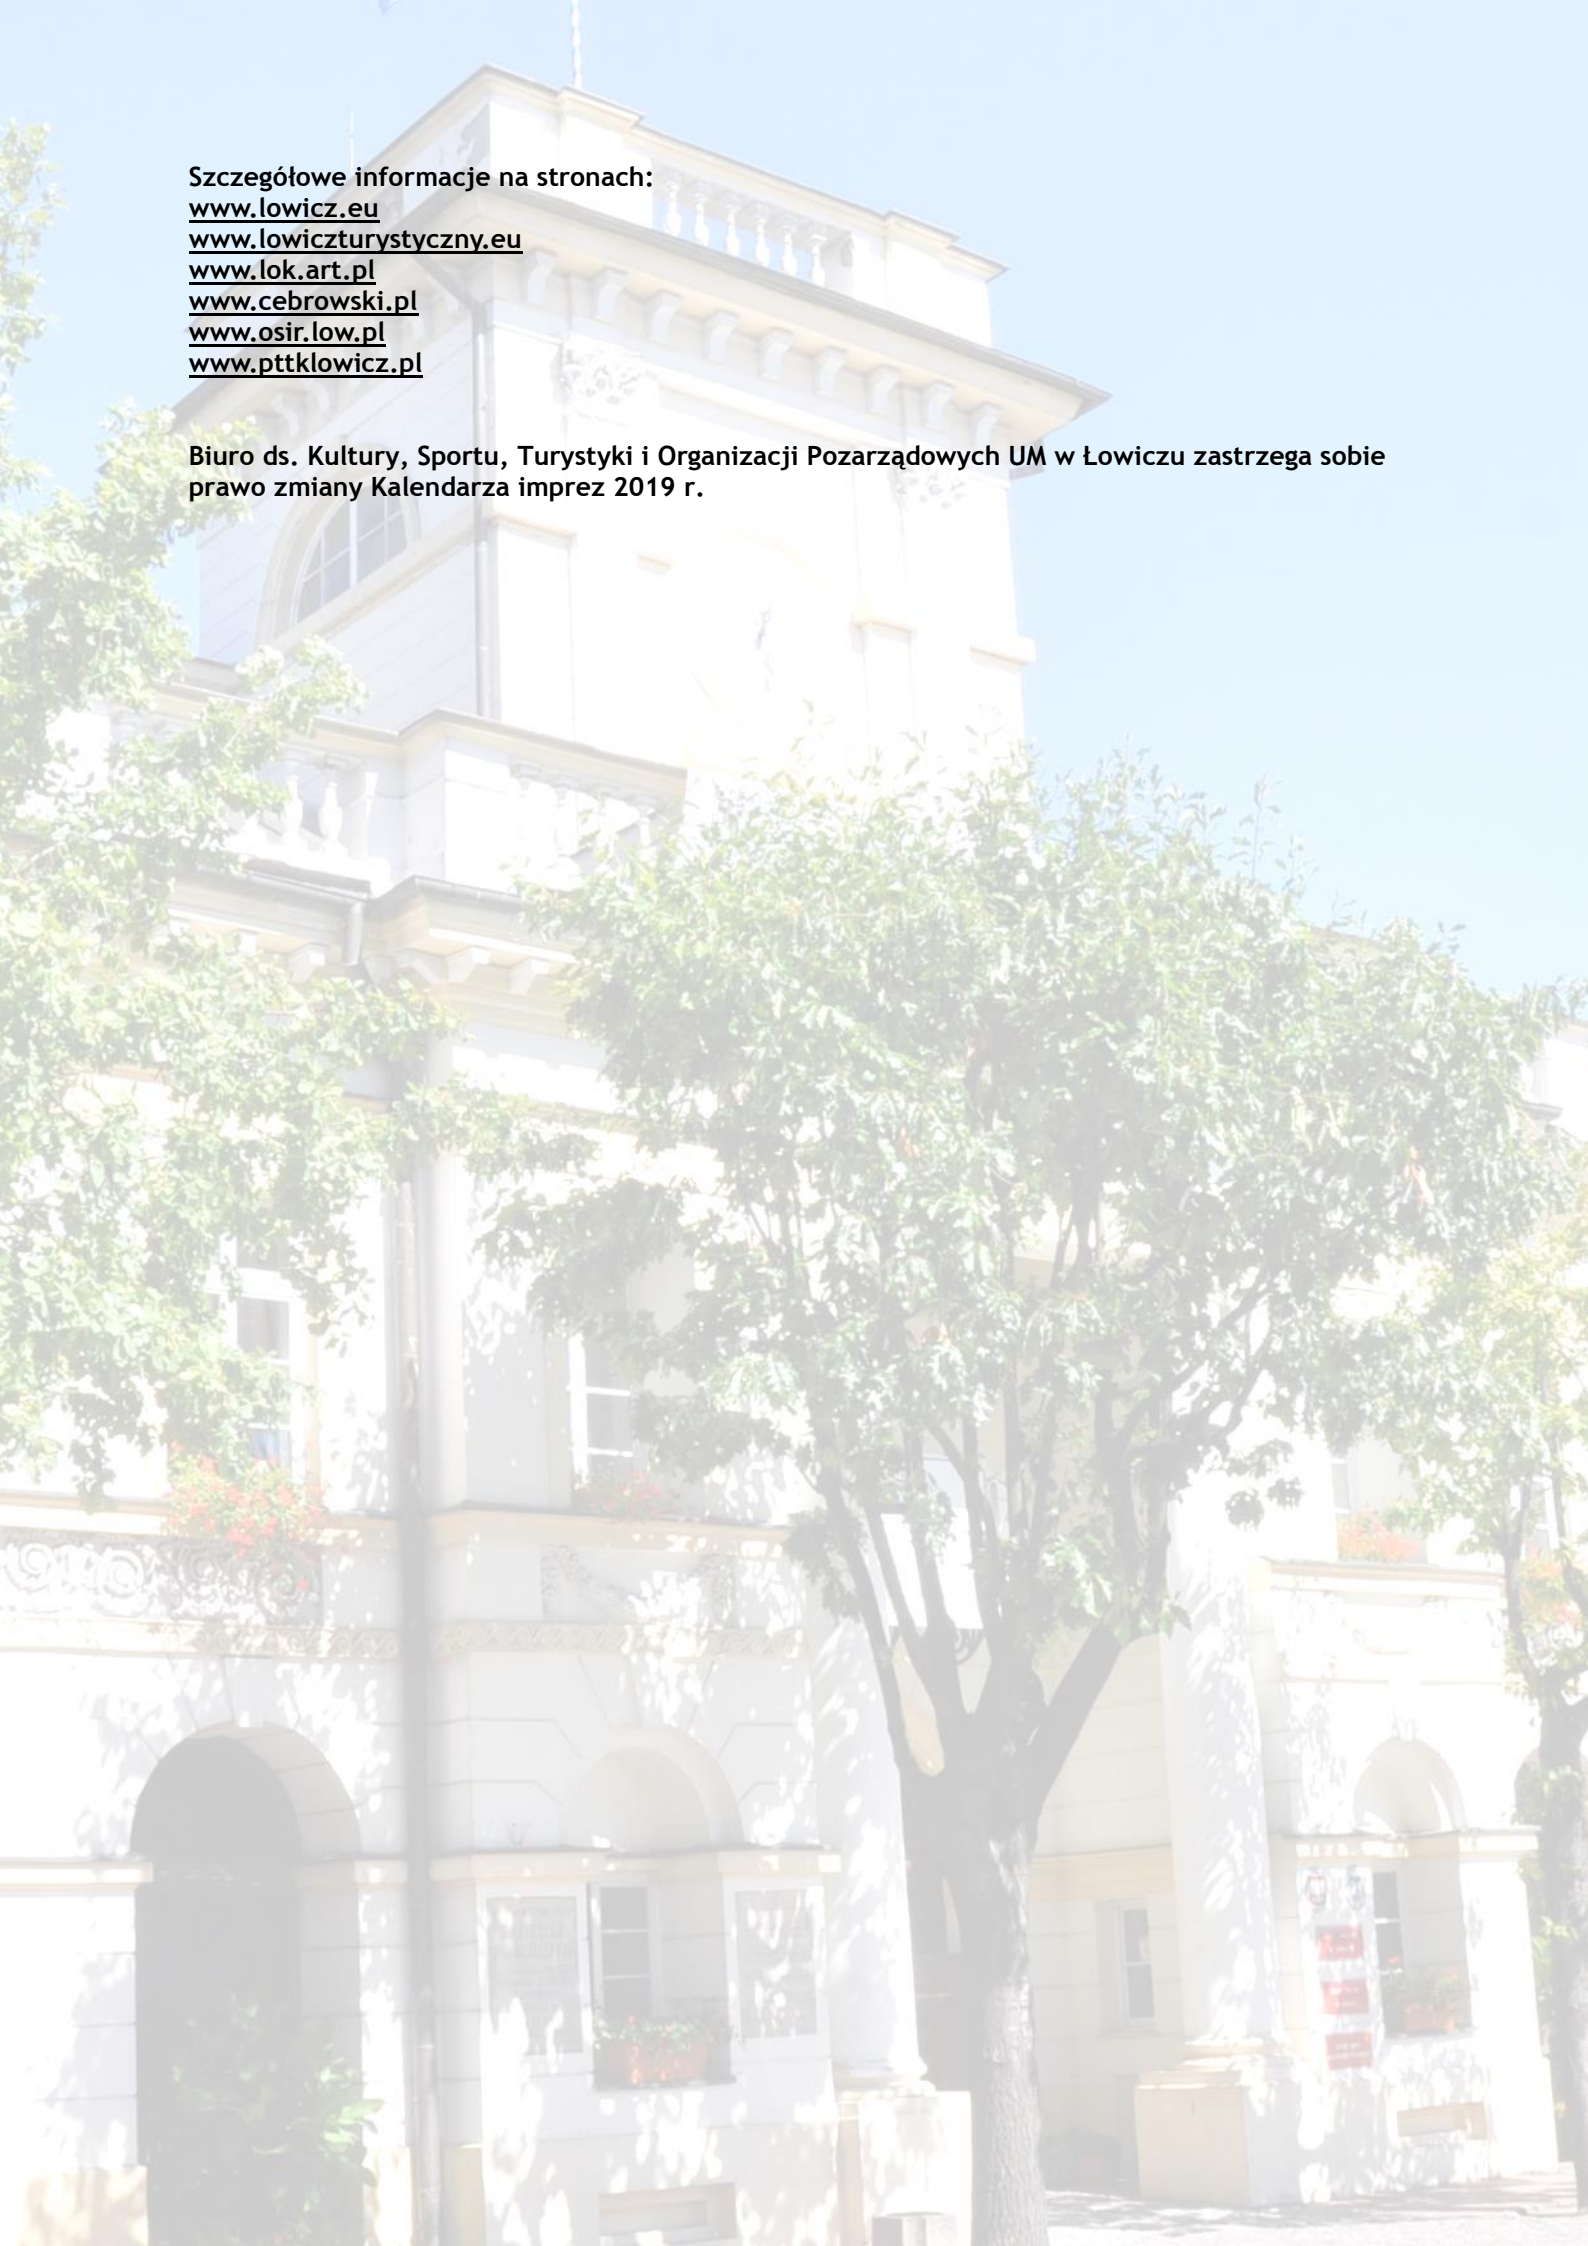 Szczegółowe informacje na stronach:
www.lowicz.eu
www.lowiczturystyczny.eu
www.lok.art.pl
www.cebrowski.pl
www.osir.low.pl
www.pttklowicz.pl
Biuro ds. Kultury, Sportu, Turystyki i Organizacji Pozarządowych UM w Łowiczu zastrzega sobie
prawo zmiany Kalendarza imprez 2019 r.